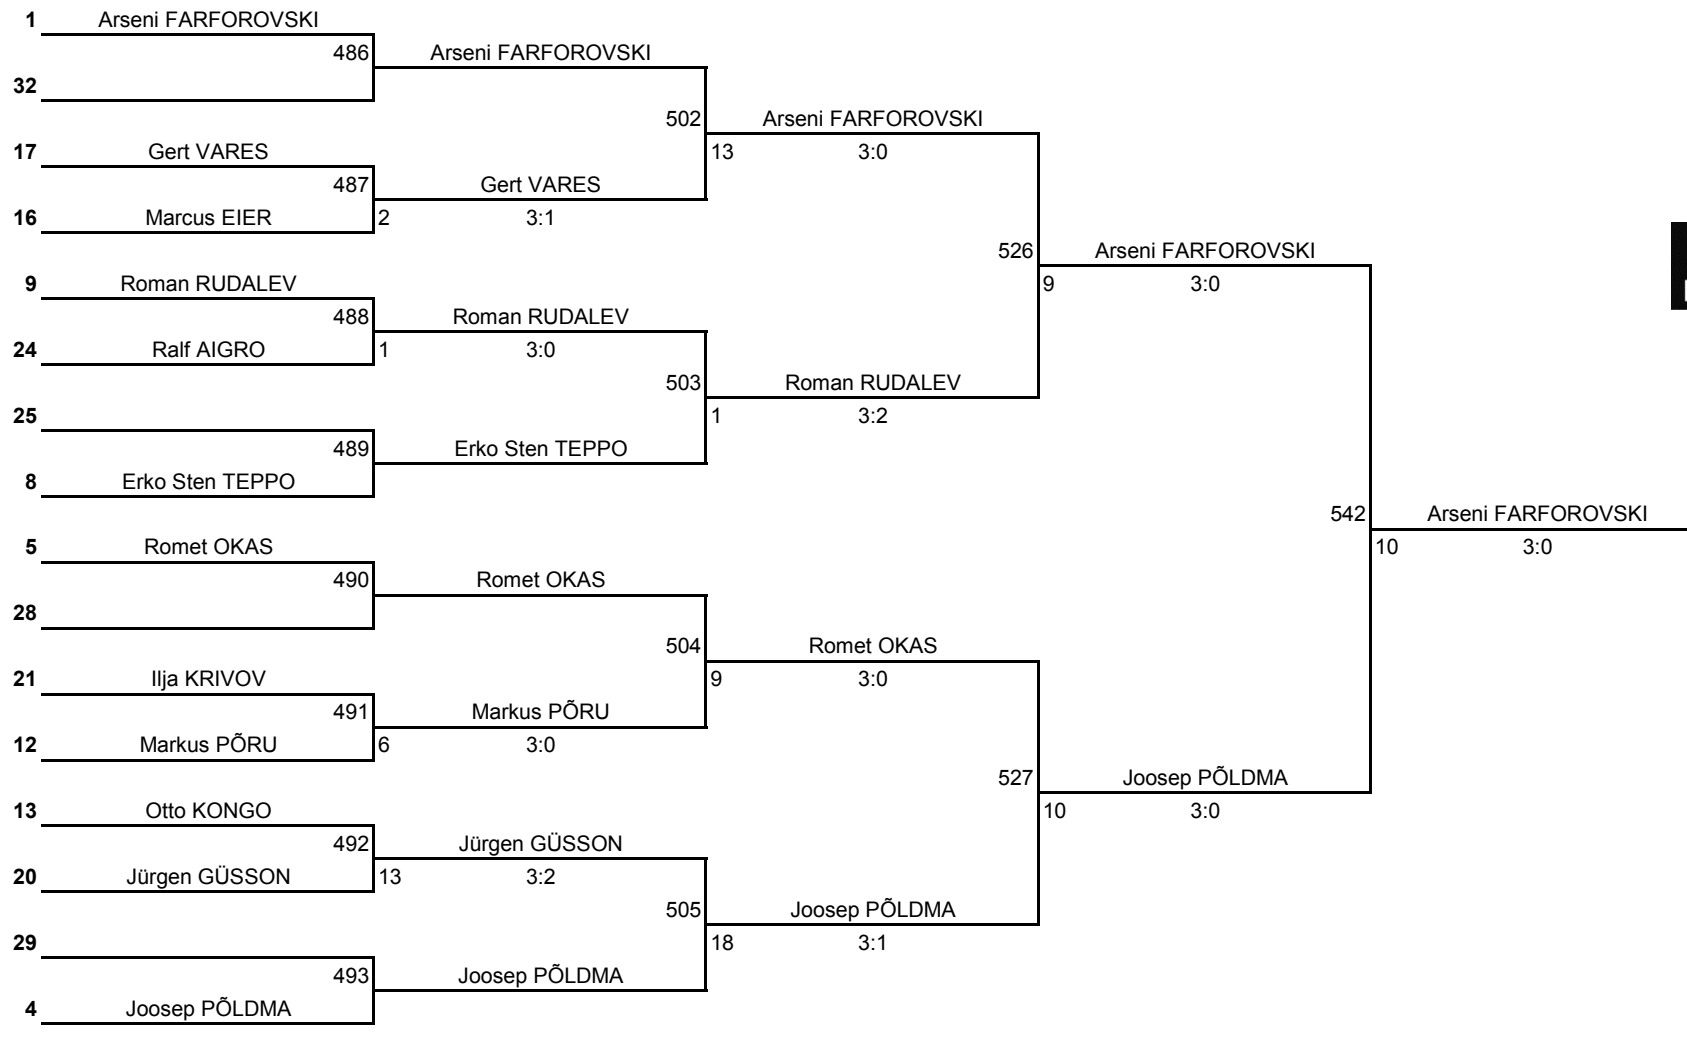 1 Arseni FARFOROVSKI
486 Arseni FARFOROVSKI
32
502 Arseni FARFOROVSKI
17 Gert VARES 13 3:0
487 Gert VARES
16 Marcus EIER 2 3:1
526 Arseni FARFOROVSKI
9 Roman RUDALEV 9 3:0
488 Roman RUDALEV
24 Ralf AIGRO 1 3:0
503 Roman RUDALEV
25 1 3:2
489 Erko Sten TEPPO
8 Erko Sten TEPPO
542 Arseni FARFOROVSKI
5 Romet OKAS 10 3:0
490 Romet OKAS
28
504 Romet OKAS
21 Ilja KRIVOV 9 3:0
491 Markus PÕRU
12 Markus PÕRU 6 3:0
527 Joosep PÕLDMA
13 Otto KONGO 10 3:0
492 Jürgen GÜSSON
20 Jürgen GÜSSON 13 3:2
505 Joosep PÕLDMA
29 18 3:1
493 Joosep PÕLDMA
4 Joosep PÕLDMA